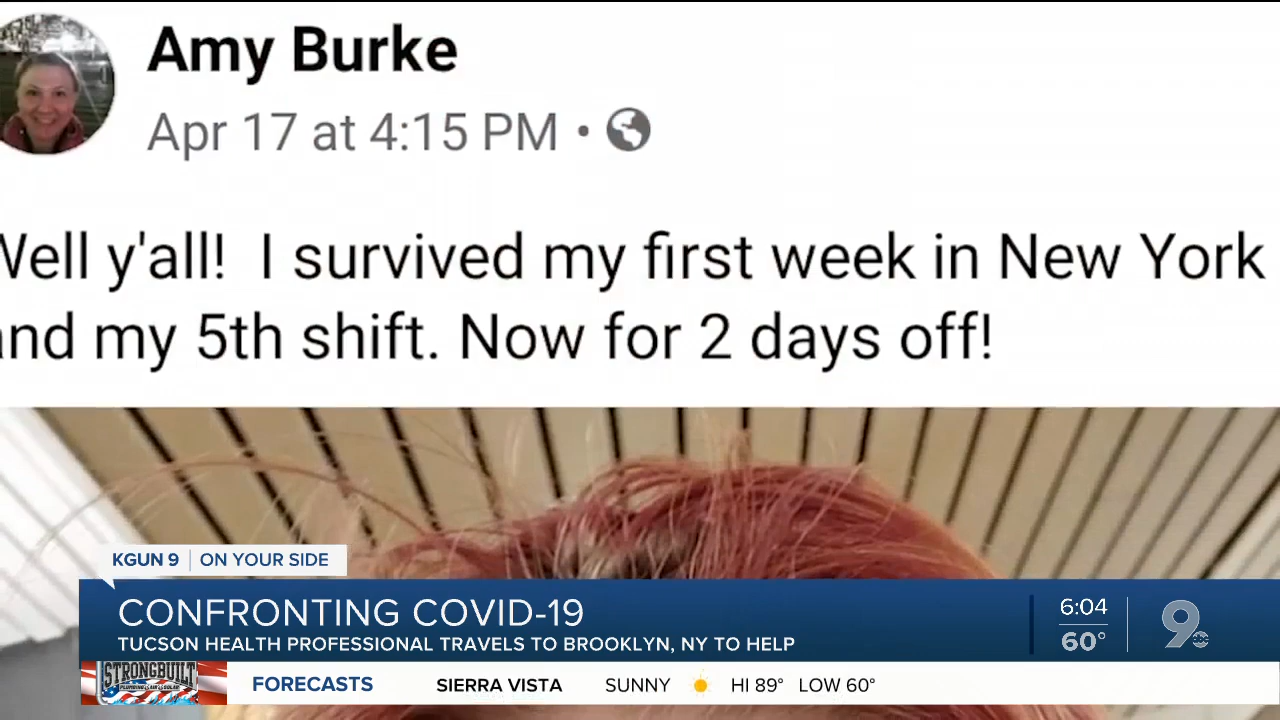 Amy Burke
Apr 17 at 4:15 PM •
Well y'all! I survived my first week in New York
and my 5th shift. Now for 2 days off!
KGUN 9 | ON YOUR SIDE
CONFRONTING COVID-19
TUCSON HEALTH PROFESSIONAL TRAVELS TO BROOKLYN, NY TO HELP
6:04
60°
9
STRONGBUILT
FORECASTS SIERRA VISTA SUNNY HI 89° LOW 60°